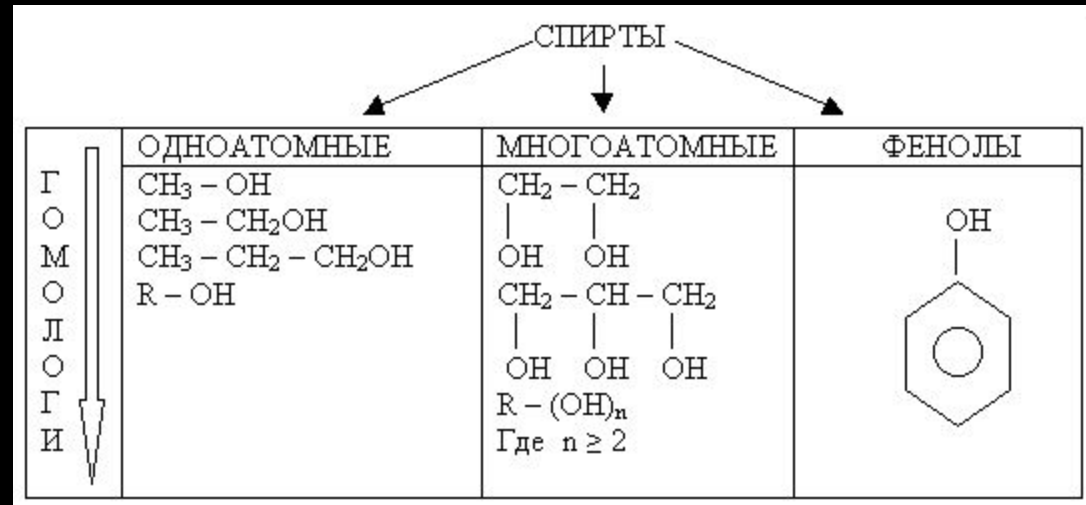 СПИРТЫ
ОДНОАТОМНЫЕ
МНОГОАТОМНЫЕ
ФЕНОЛЫ
Г
О
М
О
Л
О
Г
И
CH₃ – OH
CH₃ – CH₂OH
CH₃ – CH₂ – CH₂OH
R – OH
CH₂ – CH₂
OH OH
CH₂ – CH – CH₂
OH OH OH
R – (OH)ₙ
Где n ≥ 2
OH